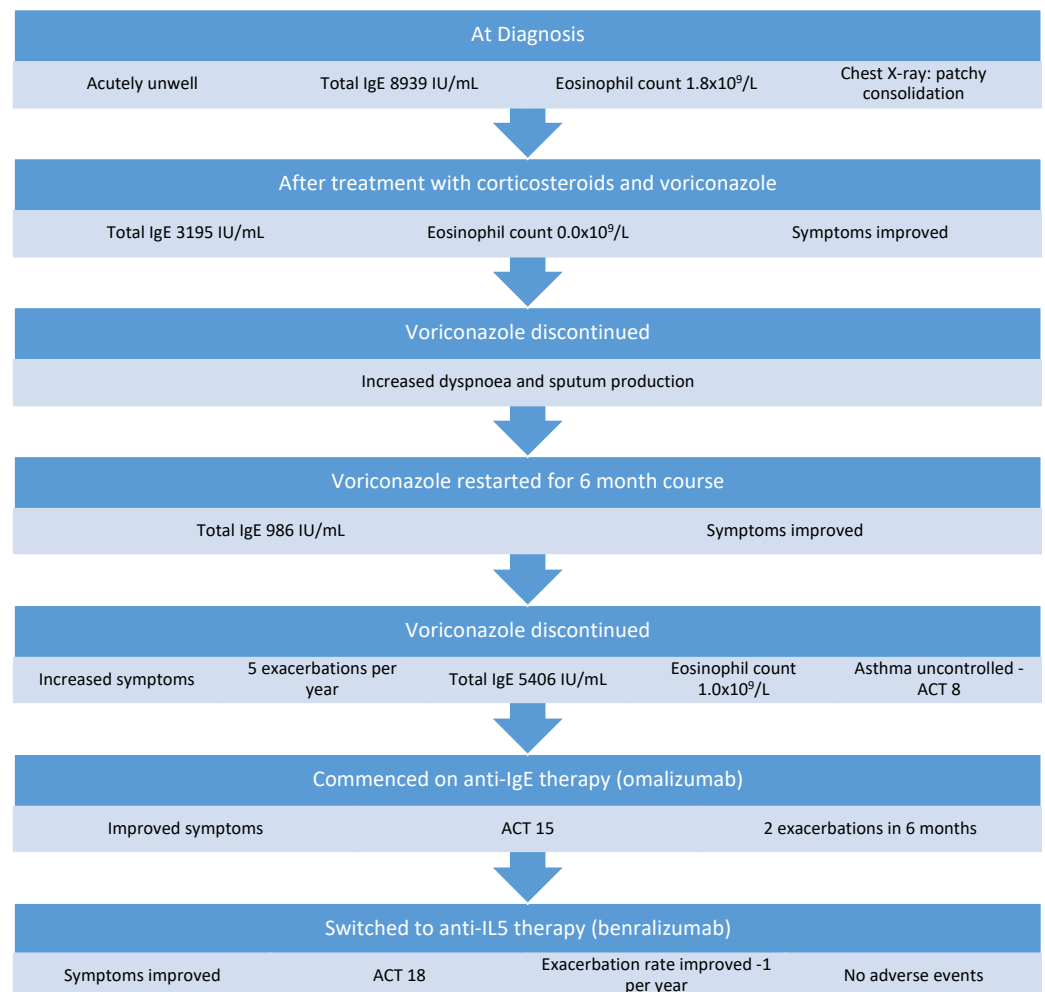 At Diagnosis
Acutely unwell
Total IgE 8939 IU/mL
Eosinophil count 1.8x10⁹/L
Chest X-ray: patchy
consolidation
After treatment with corticosteroids and voriconazole
Total IgE 3195 IU/mL
Eosinophil count 0.0x10⁹/L
Symptoms improved
Voriconazole discontinued
Increased dyspnoea and sputum production
Voriconazole restarted for 6 month course
Total IgE 986 IU/mL
Symptoms improved
Voriconazole discontinued
Increased symptoms
5 exacerbations per
year
Total IgE 5406 IU/mL
Eosinophil count
1.0x10⁹/L
Asthma uncontrolled -
ACT 8
Commenced on anti-IgE therapy (omalizumab)
Improved symptoms
ACT 15
2 exacerbations in 6 months
Switched to anti-IL5 therapy (benralizumab)
Symptoms improved
ACT 18
Exacerbation rate improved -1
per year
No adverse events